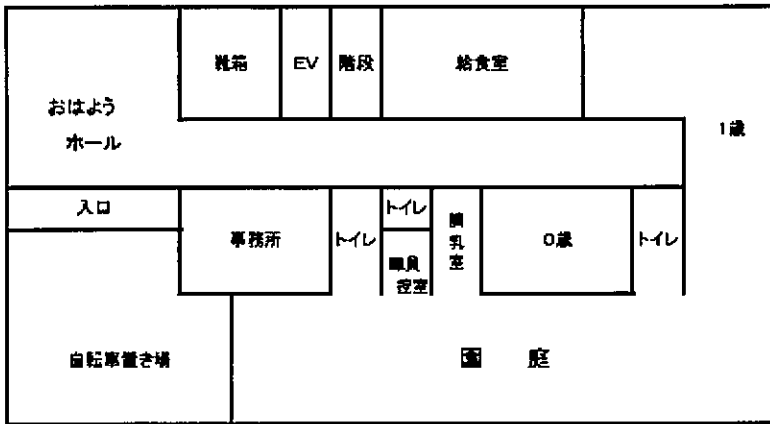 靴箱
EV
階段
給食室
おはよう
ホール
1歳
入口
事務所
トイレ
トイレ
職員
控室
調
乳
室
0歳
トイレ
自転車置き場
園 庭